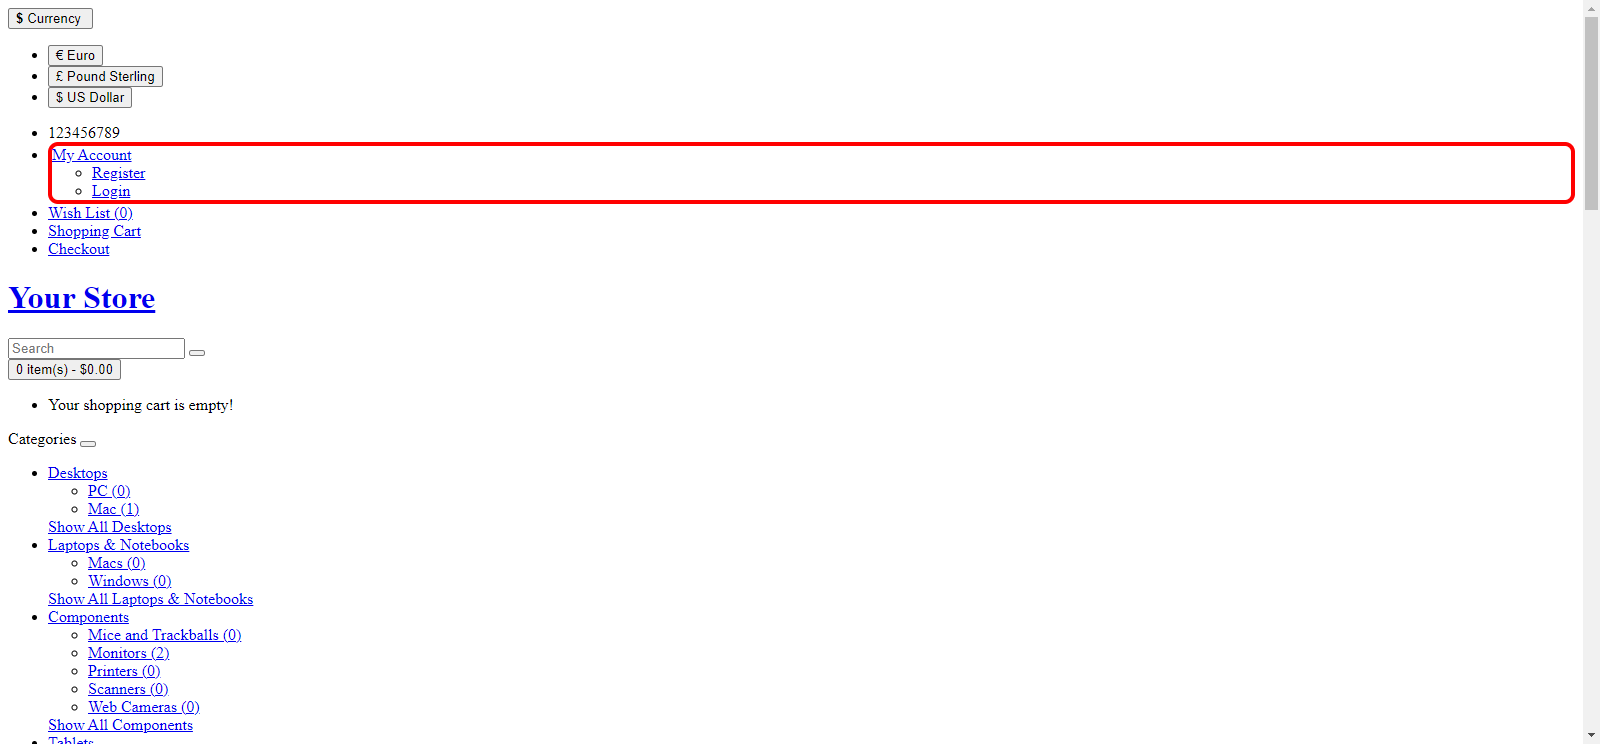 $ Currency
€ Euro
£ Pound Sterling
$ US Dollar
123456789
My Account
Register
Login
Wish List (0)
Shopping Cart
Checkout
Your Store
Search
0 item(s) - $0.00
Your shopping cart is empty!
Categories
Desktops
PC (0)
Mac (1)
Show All Desktops
Laptops & Notebooks
Macs (0)
Windows (0)
Show All Laptops & Notebooks
Components
Mice and Trackballs (0)
Monitors (2)
Printers (0)
Scanners (0)
Web Cameras (0)
Show All Components
Tablets